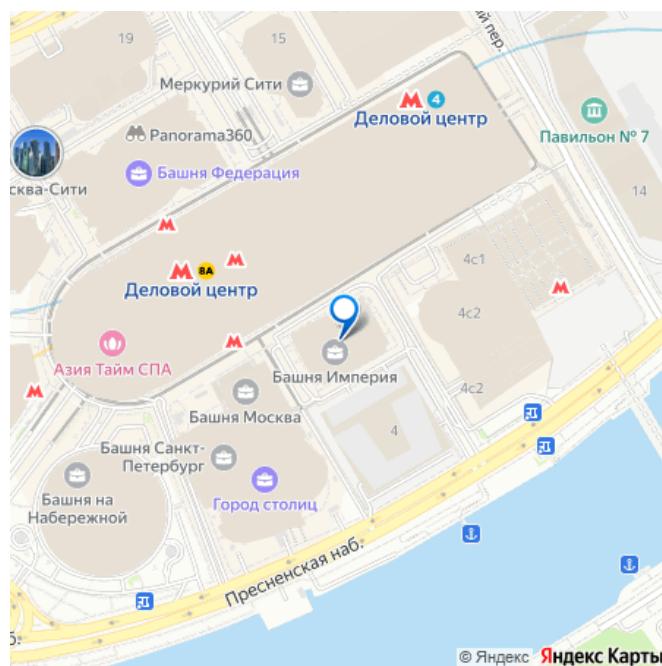 19
15
ый пер.
Меркурий Сити
4
Деловой центр
Panorama360
Павильон № 7
Башня Федерация
сква-Сити
14
8А
Деловой центр
4с1
4с2
Азия Тайм СПА
Башня Империя
4с2
Башня Москва
4
Башня Санкт-
Петербург
Башня на
Набережной
Город столиц
Пресненская наб.
б.
© Яндекс Яндекс Карты